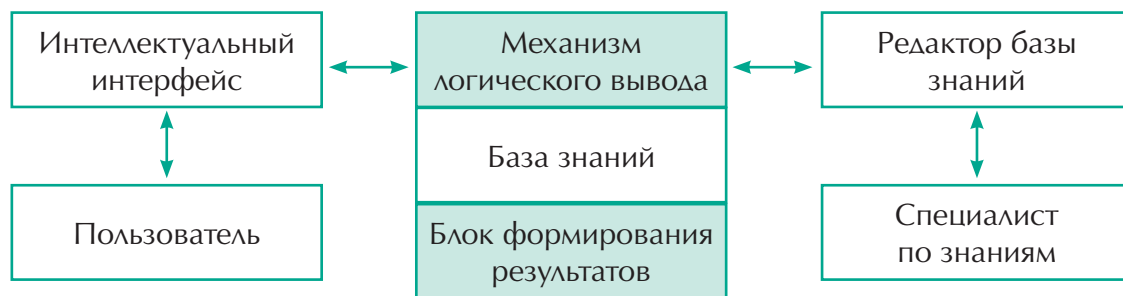 Интеллектуальный
интерфейс
Механизм
логического вывода
Редактор базы
знаний
База знаний
Пользователь
Блок формирования
результатов
Специалист
по знаниям